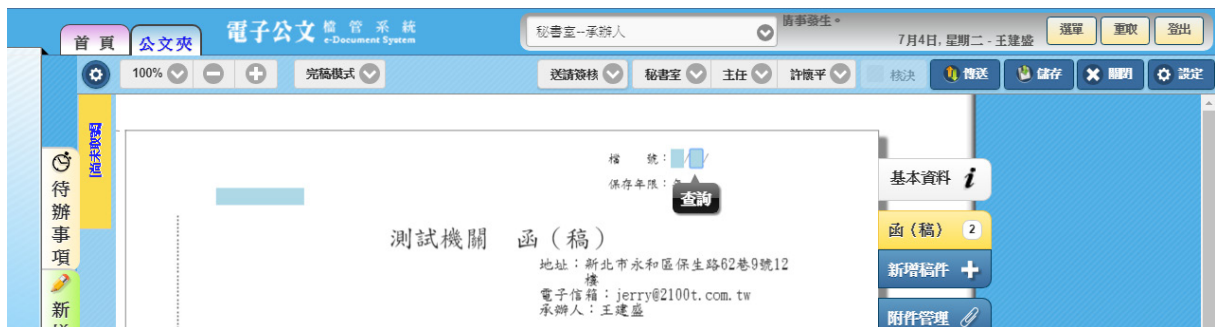 首頁
公文夾
電子公文 檔管系統
e-Document System
秘書室-承辦人
情事發生。
7月4日, 星期二 - 王建盛
選單
重取
登出
100%
完稿模式
送請簽核
秘書室
主任
許懷平
核決
傳送
儲存
關閉
設定
追未取號
待辦事項
新增
檔 號: / /
保存年限:
查詢
測試機關 函(稿)
地址:新北市永和區保生路62巷9號12
樓
電子信箱:jerry@2100t.com.tw
承辦人:王建盛
基本資料
函(稿) 2
新增稿件
附件管理